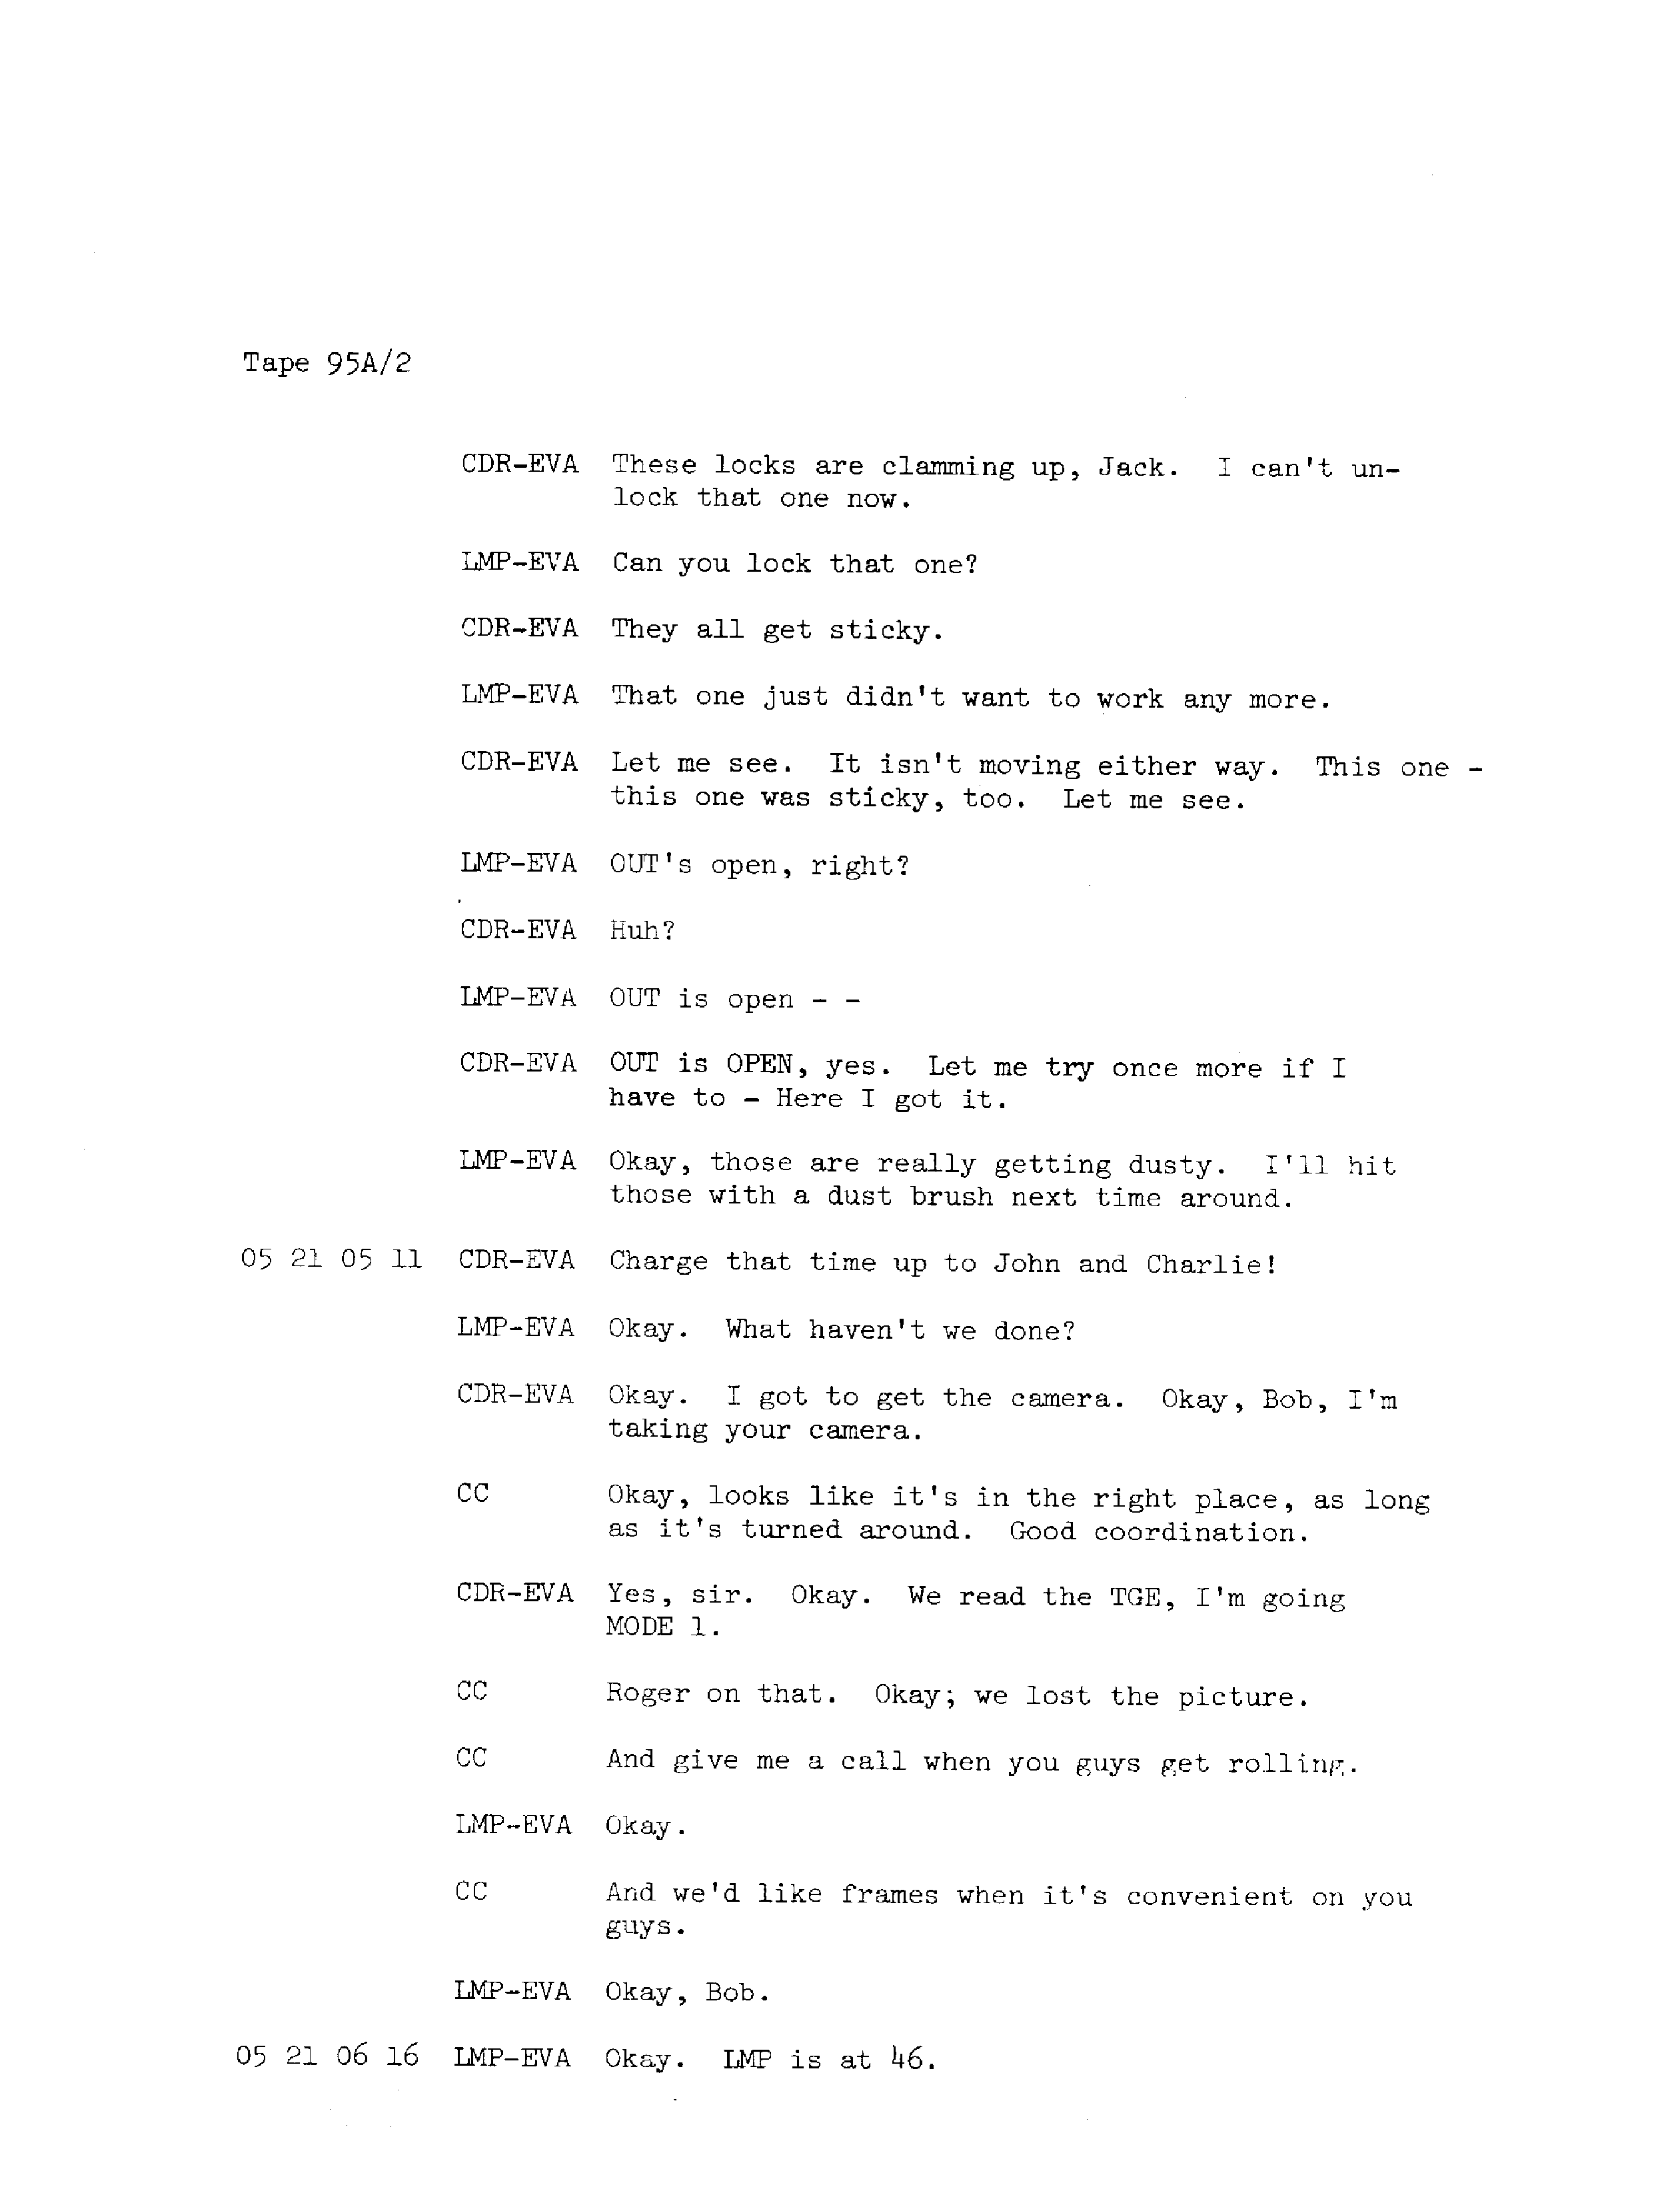 Tape 95A/2
CDR-EVA These locks are clamming up, Jack. I can't un-
lock that one now.
LMP-EVA Can you lock that one?
CDR-EVA They all get sticky.
LMP-EVA That one just didn't want to work any more.
CDR-EVA Let me see. It isn't moving either way. This one -
this one was sticky, too. Let me see.
LMP-EVA OUT's open, right?
CDR-EVA Huh?
LMP-EVA OUT is open - -
CDR-EVA OUT is OPEN, yes. Let me try once more if I
have to - Here I got it.
LMP-EVA Okay, those are really getting dusty. I'll hit
those with a dust brush next time around.
05 21 05 11 CDR-EVA Charge that time up to John and Charlie!
LMP-EVA Okay. What haven't we done?
CDR-EVA Okay. I got to get the camera. Okay, Bob, I'm
taking your camera.
CC Okay, looks like it's in the right place, as long
as it's turned around. Good coordination.
CDR-EVA Yes, sir. Okay. We read the TGE, I'm going
MODE 1.
CC Roger on that. Okay; we lost the picture.
CC And give me a call when you guys get rolling.
LMP-EVA Okay.
CC And we'd like frames when it's convenient on you
guys.
LMP-EVA Okay, Bob.
05 21 06 16 LMP-EVA Okay. LMP is at 46.